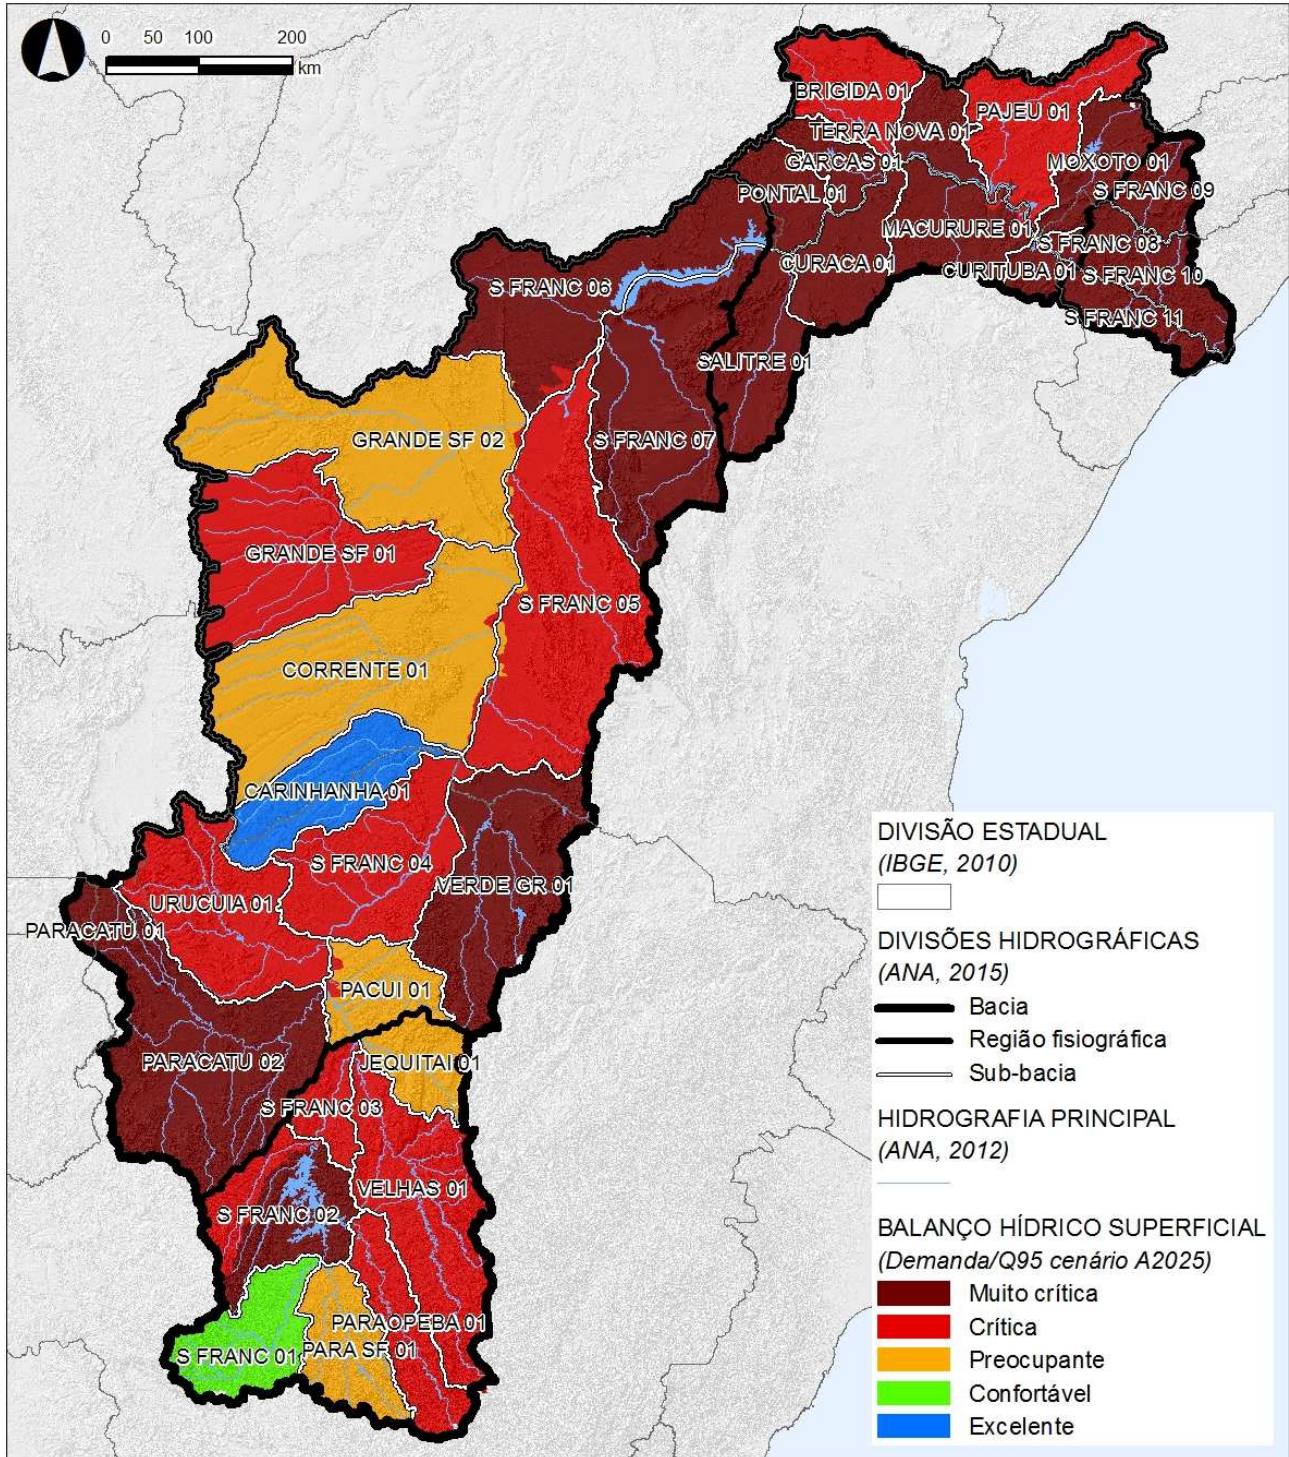 0 50 100 200
km
BRIGIDA 01
PAJEU 01
TERRA NOVA 01
GARCAS 01
MOXOTO 01
PONTAL 01
S FRANC 09
MACURURE 01
S FRANC 08
CURACA 01
CURITUBA 01
S FRANC 10
S FRANC 06
S FRANC 11
SALITRE 01
GRANDE SF 02
S FRANC 07
GRANDE SF 01
S FRANC 05
CORRENTE 01
CARINHANHA 01
S FRANC 04
VERDE GR 01
URUCUIA 01
PARACATU 01
PACUI 01
PARACATU 02
JEQUITAI 01
S FRANC 03
VELHAS 01
S FRANC 02
PARAOPEBA 01
PARA SF 01
S FRANC 01
DIVISÃO ESTADUAL
(IBGE, 2010)
DIVISÕES HIDROGRÁFICAS
(ANA, 2015)
Bacia
Região fisiográfica
Sub-bacia
HIDROGRAFIA PRINCIPAL
(ANA, 2012)
BALANÇO HÍDRICO SUPERFICIAL
(Demanda/Q95 cenário A2025)
Muito crítica
Crítica
Preocupante
Confortável
Excelente